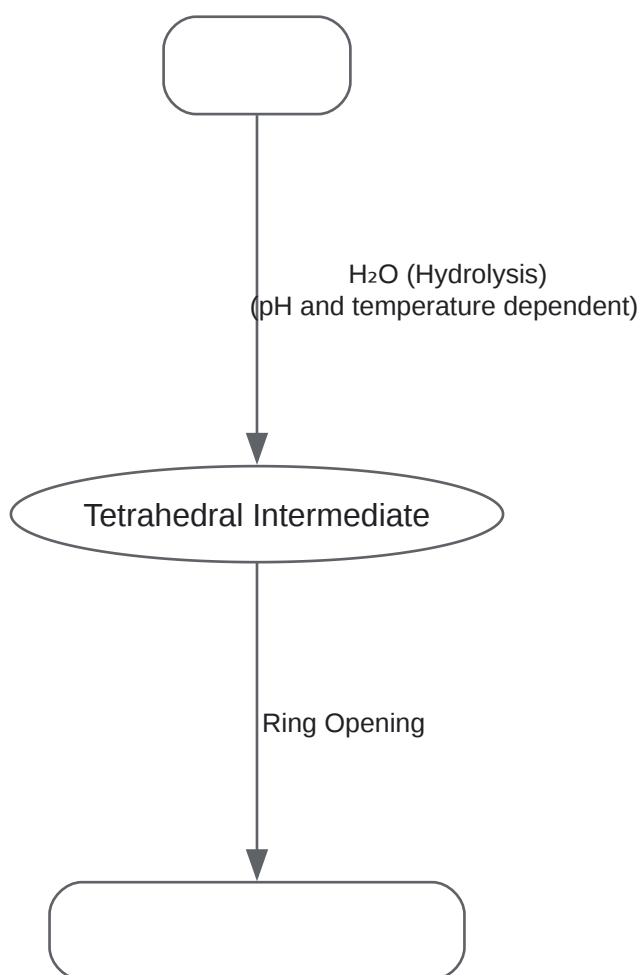 H₂O (Hydrolysis)
(pH and temperature dependent)
Tetrahedral Intermediate
Ring Opening